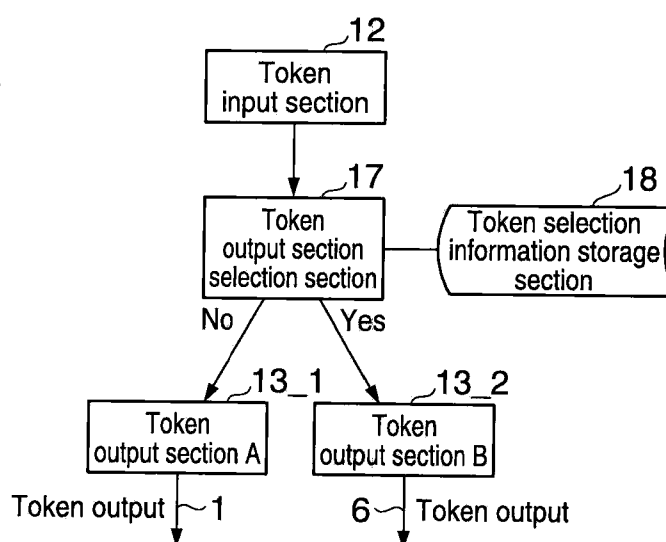 12
Token
input section
17
18
Token
output section
selection section
Token selection
information storage
section
No
Yes
13_1
13_2
Token
output section A
Token
output section B
Token output
1
6
Token output